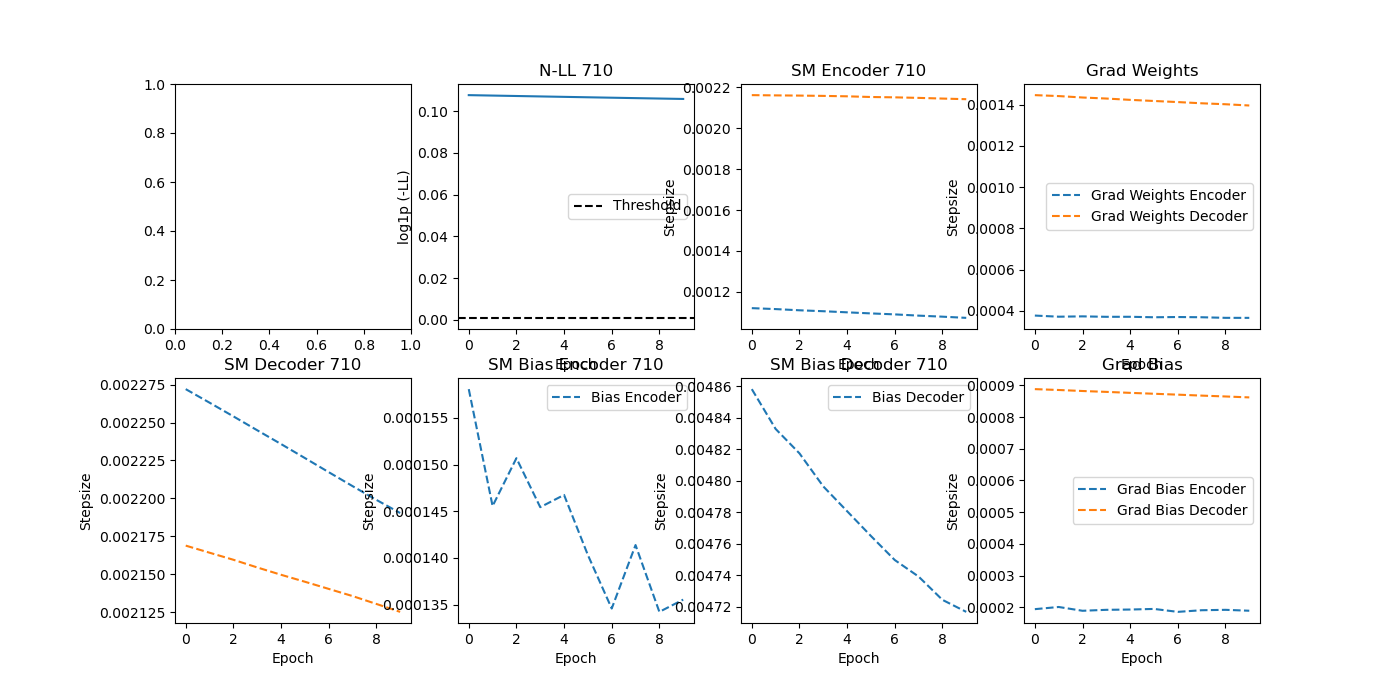 N-LL 710
SM Encoder 710
Grad Weights
1.0
0.8
0.6
0.4
0.2
0.0
0.0 0.2 0.4 0.6 0.8 1.0
log1p (-LL)
0.10
0.08
0.06
0.04
0.02
0.00
0 2 4 6 8
Epoch
Threshold
Stepsize
0.0022
0.0020
0.0018
0.0016
0.0014
0.0012
0 2 4 6 8
Epoch
Stepsize
0.0014
0.0012
0.0010
0.0008
0.0006
0.0004
0 2 4 6 8
Epoch
Grad Weights Encoder
Grad Weights Decoder
SM Decoder 710
SM Bias Encoder 710
SM Bias Decoder 710
Grad Bias
Stepsize
0.002275
0.002250
0.002225
0.002200
0.002175
0.002150
0.002125
0 2 4 6 8
Epoch
Stepsize
0.000155
0.000150
0.000145
0.000140
0.000135
0 2 4 6 8
Epoch
Bias Encoder
Stepsize
0.00486
0.00484
0.00482
0.00480
0.00478
0.00476
0.00474
0.00472
0 2 4 6 8
Epoch
Bias Decoder
Stepsize
0.0009
0.0008
0.0007
0.0006
0.0005
0.0004
0.0003
0.0002
0 2 4 6 8
Epoch
Grad Bias Encoder
Grad Bias Decoder